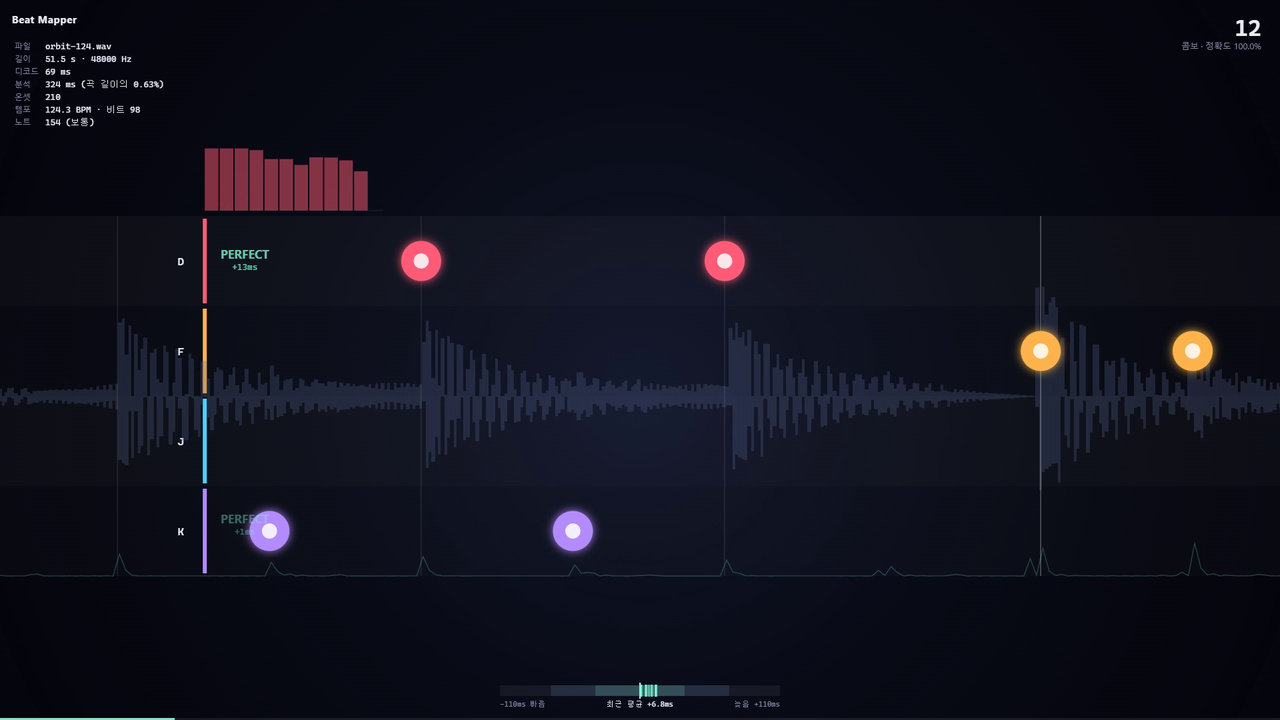 Beat Mapper
12
콤보 · 정확도 100.0%
파일 orbit-124.wav
길이 51.5 s · 48000 Hz
디코드 69 ms
분석 324 ms (곡 길이의 0.63%)
온셋 210
템포 124.3 BPM · 비트 98
노트 154 (보통)
D
PERFECT
+13ms
F
J
K
PERFECT
+1ms
-110ms 빠름
최근 평균 +6.8ms
늦음 +110ms